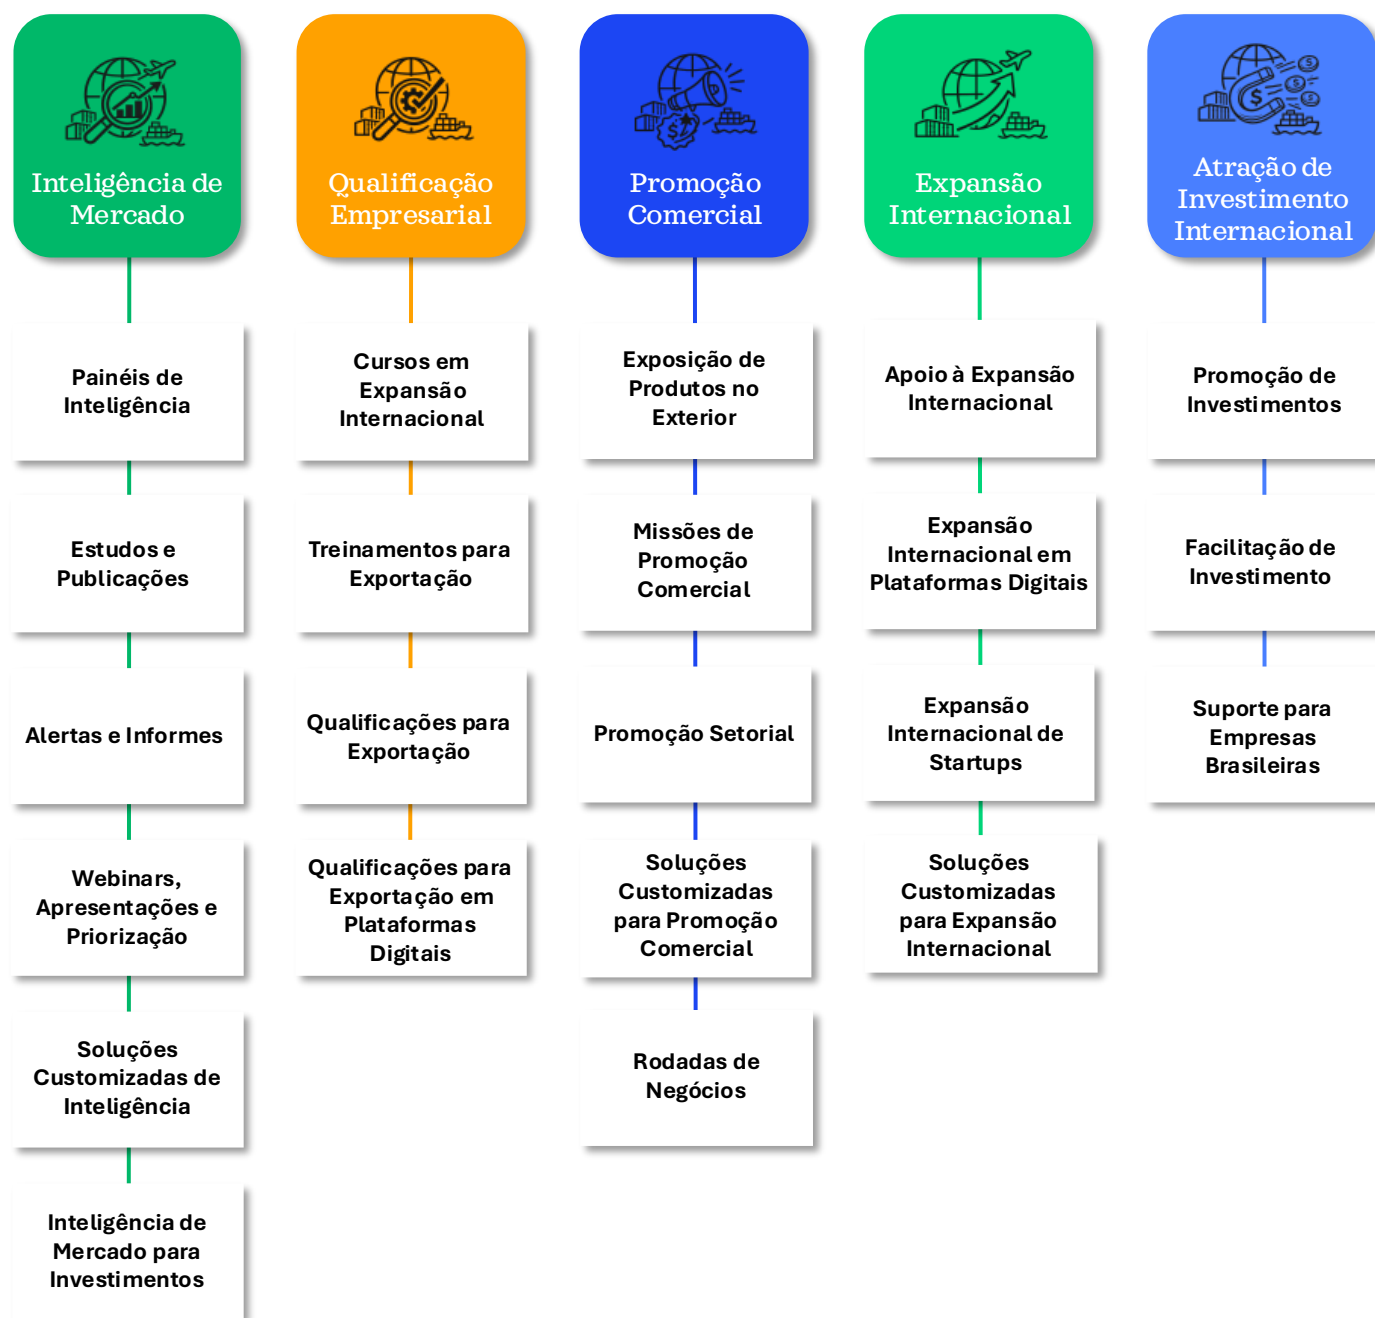 Inteligência de
Mercado
Painéis de
Inteligência
Estudos e
Publicações
Alertas e Informes
Webinars,
Apresentações e
Priorização
Soluções
Customizadas de
Inteligência
Inteligência de
Mercado para
Investimentos
Qualificação
Empresarial
Cursos em
Expansão
Internacional
Treinamentos para
Exportação
Qualificações para
Exportação
Qualificações para
Exportação em
Plataformas
Digitais
Promoção
Comercial
Exposição de
Produtos no
Exterior
Missões de
Promoção
Comercial
Promoção Setorial
Soluções
Customizadas
para Promoção
Comercial
Rodadas de
Negócios
Expansão
Internacional
Apoio à Expansão
Internacional
Expansão
Internacional em
Plataformas Digitais
Expansão
Internacional de
Startups
Soluções
Customizadas
para Expansão
Internacional
Atração de
Investimento
Internacional
Promoção de
Investimentos
Facilitação de
Investimento
Suporte para
Empresas
Brasileiras